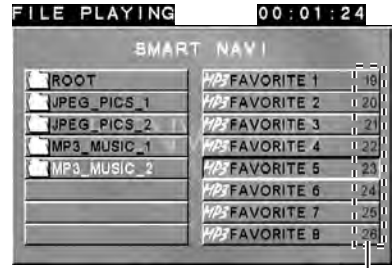 FILE PLAYING 00:01:24
SMART NAVI
ROOT MP3 FAVORITE 1 19
JPEG_PICS_1 MP3 FAVORITE 2 20
JPEG_PICS_2 MP3 FAVORITE 3 21
MP3_MUSIC_1 MP3 FAVORITE 4 22
MP3_MUSIC_2 MP3 FAVORITE 5 23
MP3 FAVORITE 6 24
MP3 FAVORITE 7 25
MP3 FAVORITE 8 26